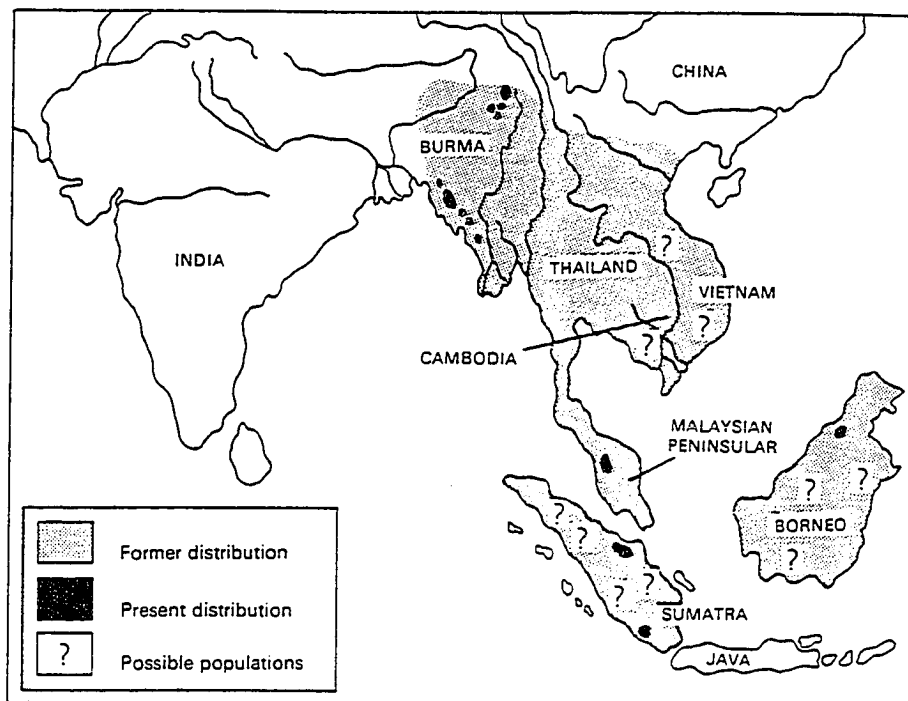 CHINA
BURMA
INDIA
THAILAND
?
VIETNAM
?
?
CAMBODIA
MALAYSIAN
PENINSULAR
?
?
BORNEO
?
?
?
?
SUMATRA
JAVA
Former distribution
Present distribution
? Possible populations